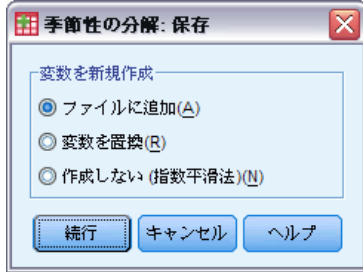 季節性の分解: 保存
変数を新規作成
ファイルに追加(A)
変数を置換(R)
作成しない (指数平滑法)(N)
続行 キャンセル ヘルプ